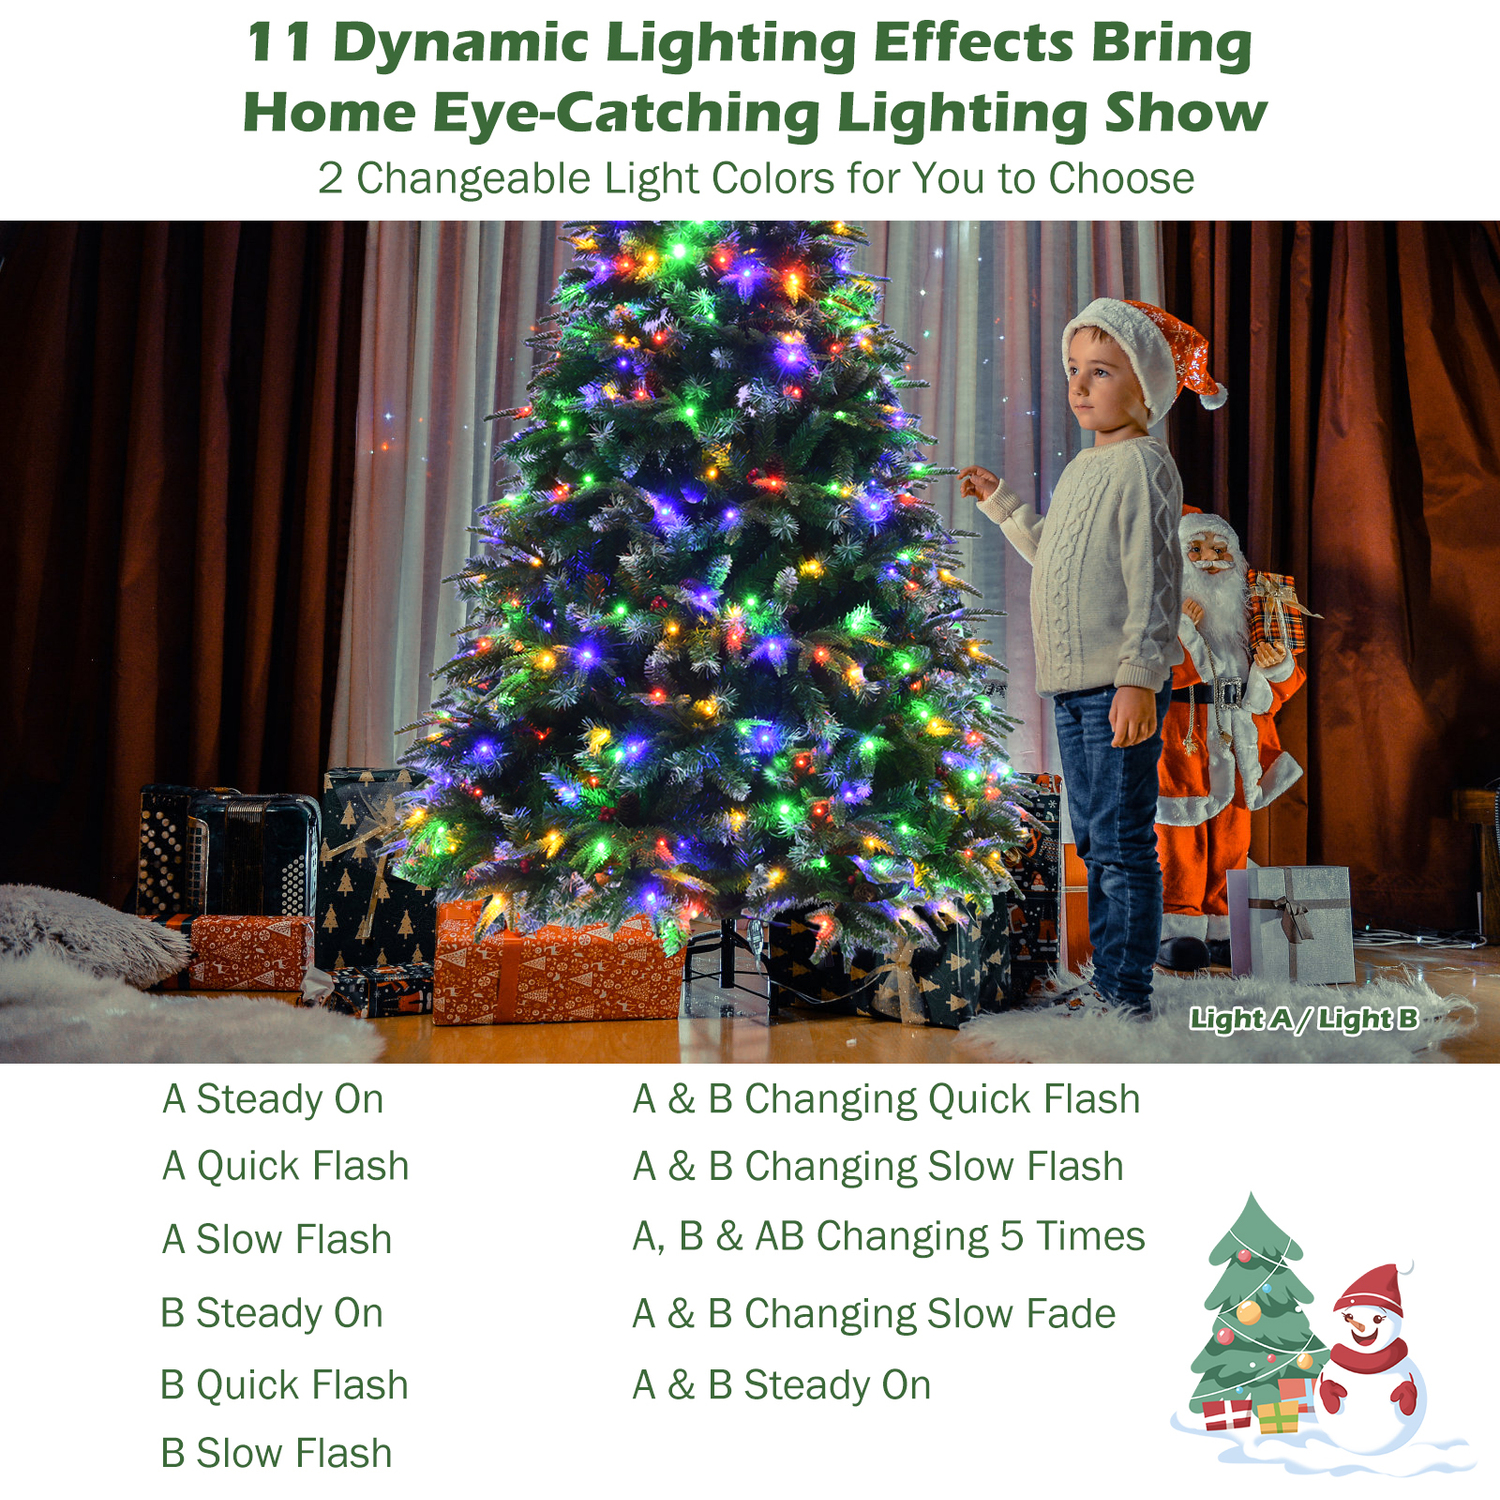 11 Dynamic Lighting Effects Bring
Home Eye-Catching Lighting Show
2 Changeable Light Colors for You to Choose
Light A / Light B
A Steady On
A Quick Flash
A Slow Flash
B Steady On
B Quick Flash
B Slow Flash
A & B Changing Quick Flash
A & B Changing Slow Flash
A, B & AB Changing 5 Times
A & B Changing Slow Fade
A & B Steady On